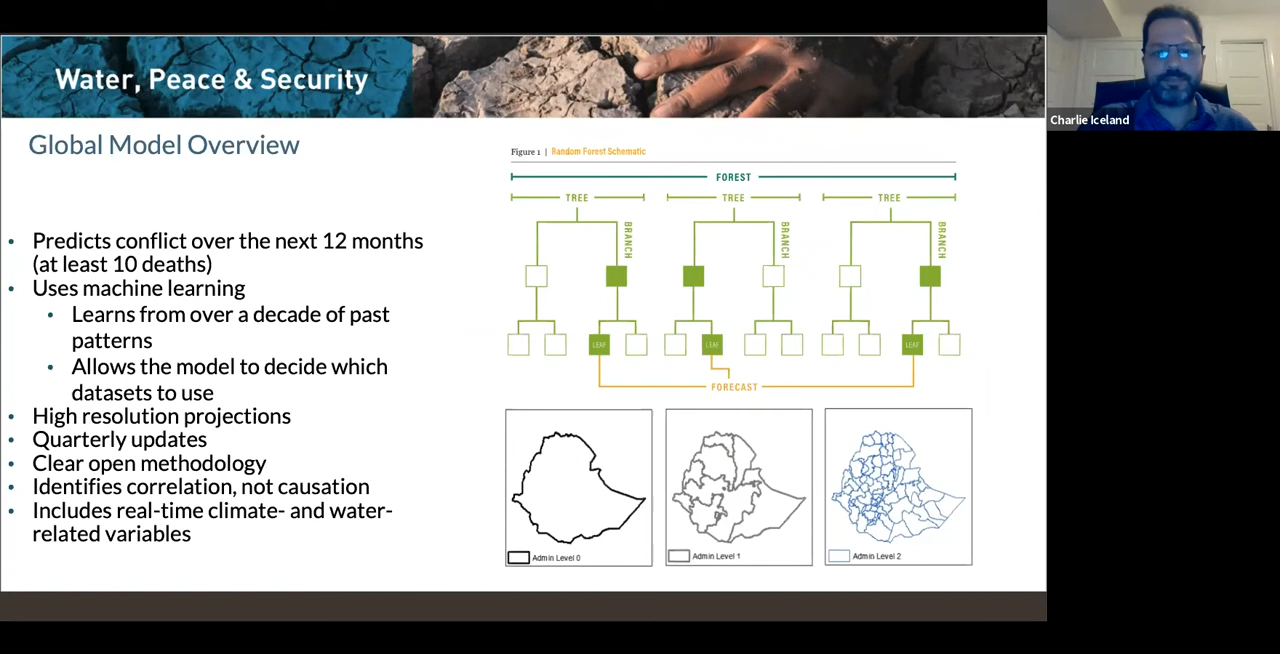 Water, Peace & Security
Charlie Iceland
Global Model Overview
• Predicts conflict over the next 12 months
(at least 10 deaths)
• Uses machine learning
• Learns from over a decade of past
patterns
• Allows the model to decide which
datasets to use
• High resolution projections
• Quarterly updates
• Clear open methodology
• Identifies correlation, not causation
• Includes real-time climate- and water-
related variables
Figure 1 | Random Forest Schematic
FOREST
TREE TREE TREE
BRANCH BRANCH BRANCH
LEAF LEAF LEAF
FORECAST
Admin Level 0
Admin Level 1
Admin Level 2